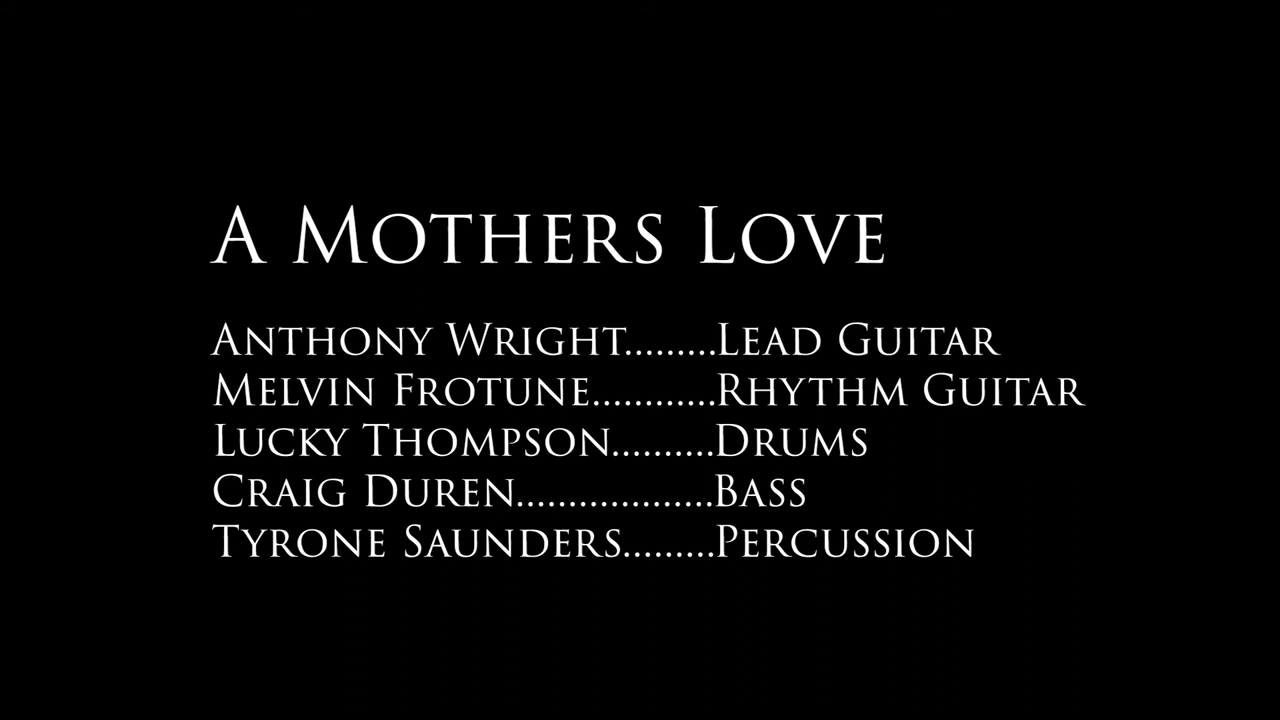 A Mothers Love
Anthony Wright.........Lead Guitar
Melvin Frotune............Rhythm Guitar
Lucky Thompson..........Drums
Craig Duren...................Bass
Tyrone Saunders.........Percussion